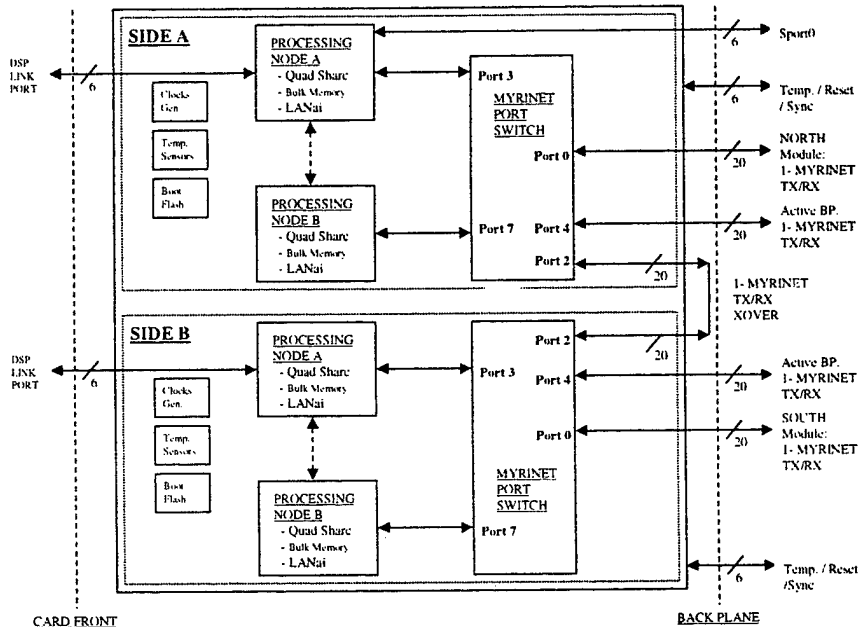 SIDE A
PROCESSING
NODE A
- Quad Sharc
- Bulk Memory
- LANai
6
Sport0
DSP
LINK
PORT
6
Clocks
Gen.
Temp.
Sensors
Boot
Flash
Port 3
MYRINET
PORT
SWITCH
6
Temp. / Reset
/ Sync
Port 0
20
NORTH
Module:
1- MYRINET
TX/RX
PROCESSING
NODE B
- Quad Sharc
- Bulk Memory
- LANai
Port 7
Port 4
20
Active BP.
1- MYRINET
TX/RX
Port 2
20
1- MYRINET
TX/RX
XOVER
SIDE B
PROCESSING
NODE A
- Quad Sharc
- Bulk Memory
- LANai
Port 2
20
DSP
LINK
PORT
6
Clocks
Gen.
Temp.
Sensors
Boot
Flash
Port 3
Port 4
20
Active BP.
1- MYRINET
TX/RX
Port 0
20
SOUTH
Module:
1- MYRINET
TX/RX
MYRINET
PORT
SWITCH
PROCESSING
NODE B
- Quad Sharc
- Bulk Memory
- LANai
Port 7
6
Temp. / Reset
/Sync
CARD FRONT
BACK PLANE